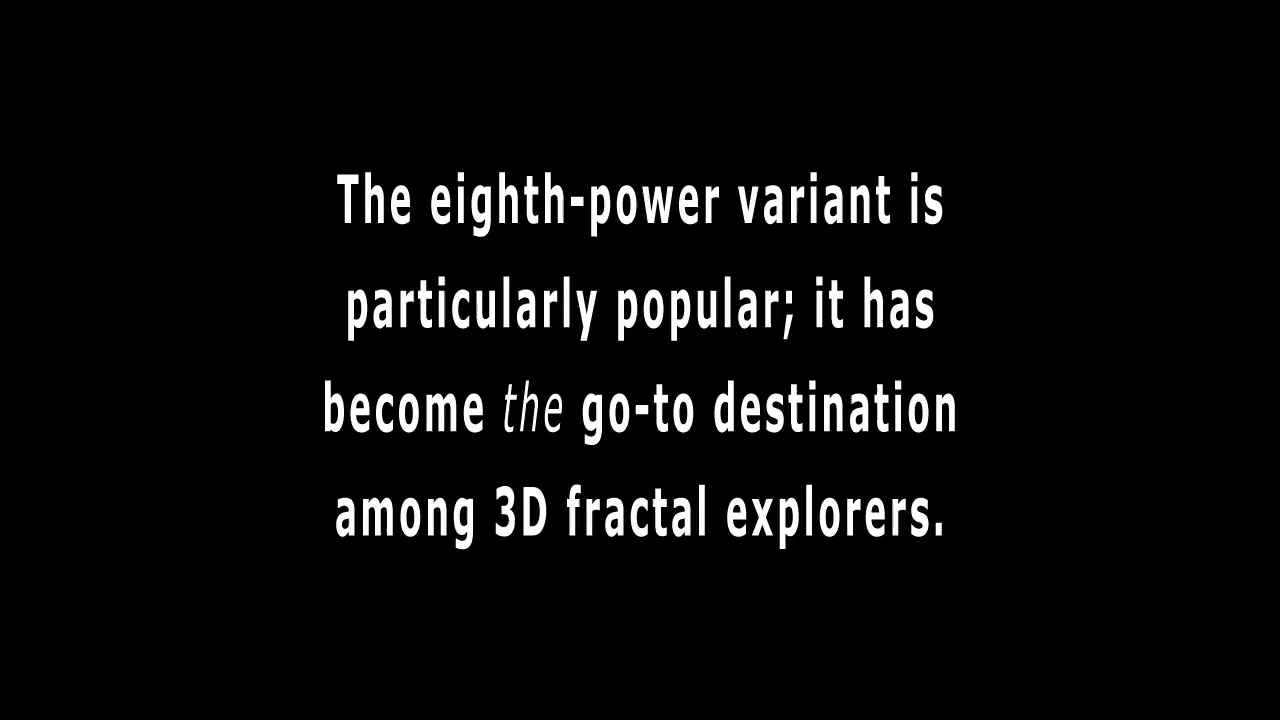 The eighth-power variant is
particularly popular; it has
become the go-to destination
among 3D fractal explorers.